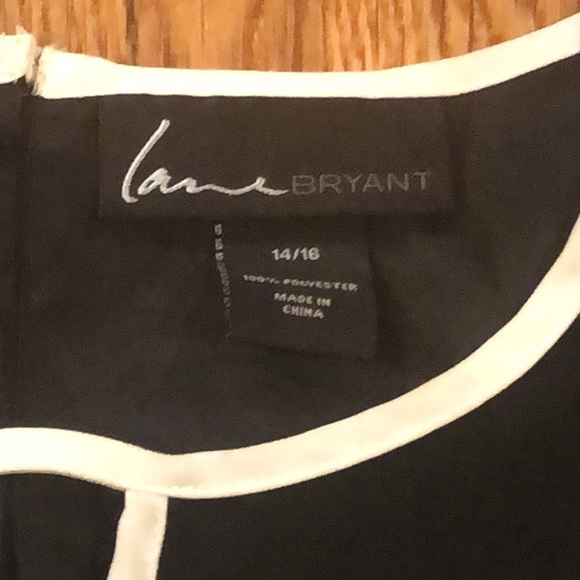 Lane BRYANT
14/16
100% POLYESTER
MADE IN
CHINA